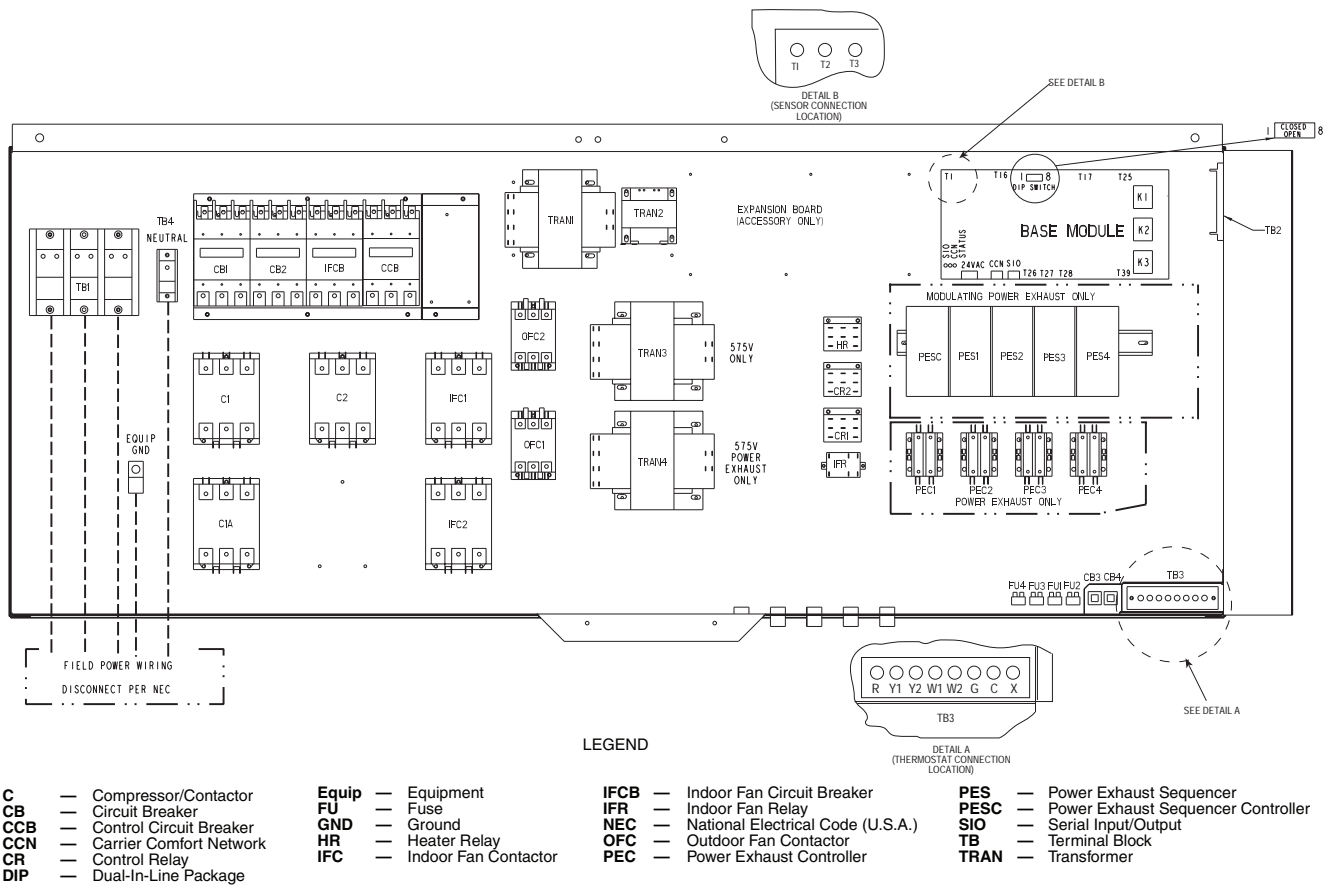 T1 T2 T3
DETAIL B
(SENSOR CONNECTION
LOCATION)
SEE DETAIL B
1 CLOSED 8
OPEN
TB4
NEUTRAL
TB1
CB1 CB2 IFCB CCB
TRAN1
TRAN2
EXPANSION BOARD
(ACCESSORY ONLY)
T1 T16 1 8 T17 T25
DIP SWITCH
K1
BASE MODULE
K2
K3
SIO
CCN
STATUS
24VAC CCN SIO T26 T27 T28 T39
TB2
MODULATING POWER EXHAUST ONLY
PESC PES1 PES2 PES3 PES4
OFC2
TRAN3
575V
ONLY
HR
CR2
CR1
IFR
C1 C2 IFC1
OFC1
TRAN4
575V
POWER
EXHAUST
ONLY
EQUIP
GND
PEC1 PEC2 PEC3 PEC4
POWER EXHAUST ONLY
C1A IFC2
FU4 FU3 FU1 FU2 CB3 CB4 TB3
FIELD POWER WIRING
DISCONNECT PER NEC
R Y1 Y2 W1 W2 G C X
TB3
SEE DETAIL A
DETAIL A
(THERMOSTAT CONNECTION
LOCATION)
LEGEND
C — Compressor/Contactor
CB — Circuit Breaker
CCB — Control Circuit Breaker
CCN — Carrier Comfort Network
CR — Control Relay
DIP — Dual-In-Line Package
Equip — Equipment
FU — Fuse
GND — Ground
HR — Heater Relay
IFC — Indoor Fan Contactor
IFCB — Indoor Fan Circuit Breaker
IFR — Indoor Fan Relay
NEC — National Electrical Code (U.S.A.)
OFC — Outdoor Fan Contactor
PEC — Power Exhaust Controller
PES — Power Exhaust Sequencer
PESC — Power Exhaust Sequencer Controller
SIO — Serial Input/Output
TB — Terminal Block
TRAN — Transformer